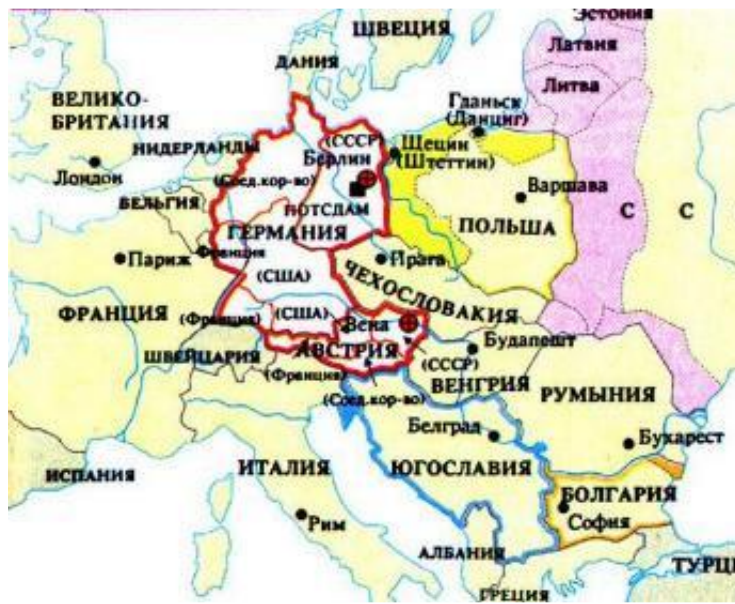 Эстония
ШВЕЦИЯ
Латвия
ДАНИЯ
Литва
ВЕЛИКО-
БРИТАНИЯ
Гданьск
(Данциг)
НИДЕРЛАНДЫ
(СССР)
Берлин
Щецин
(Штеттин)
Лондон
(Соед.кор-во)
Варшава
БЕЛЬГИЯ
ПОТСДАМ
С
С
ПОЛЬША
ГЕРМАНИЯ
Франция
Париж
Прага
(США)
ЧЕХОСЛОВАКИЯ
ФРАНЦИЯ
(Франция)
(США)
Вена
Будапешт
ШВЕЙЦАРИЯ
АВСТРИЯ
(СССР)
(Франция)
ВЕНГРИЯ
РУМЫНИЯ
(Соед.кор-во)
Белград
Бухарест
ИСПАНИЯ
ИТАЛИЯ
ЮГОСЛАВИЯ
БОЛГАРИЯ
Рим
София
АЛБАНИЯ
ТУРЦ
ГРЕЦИЯ